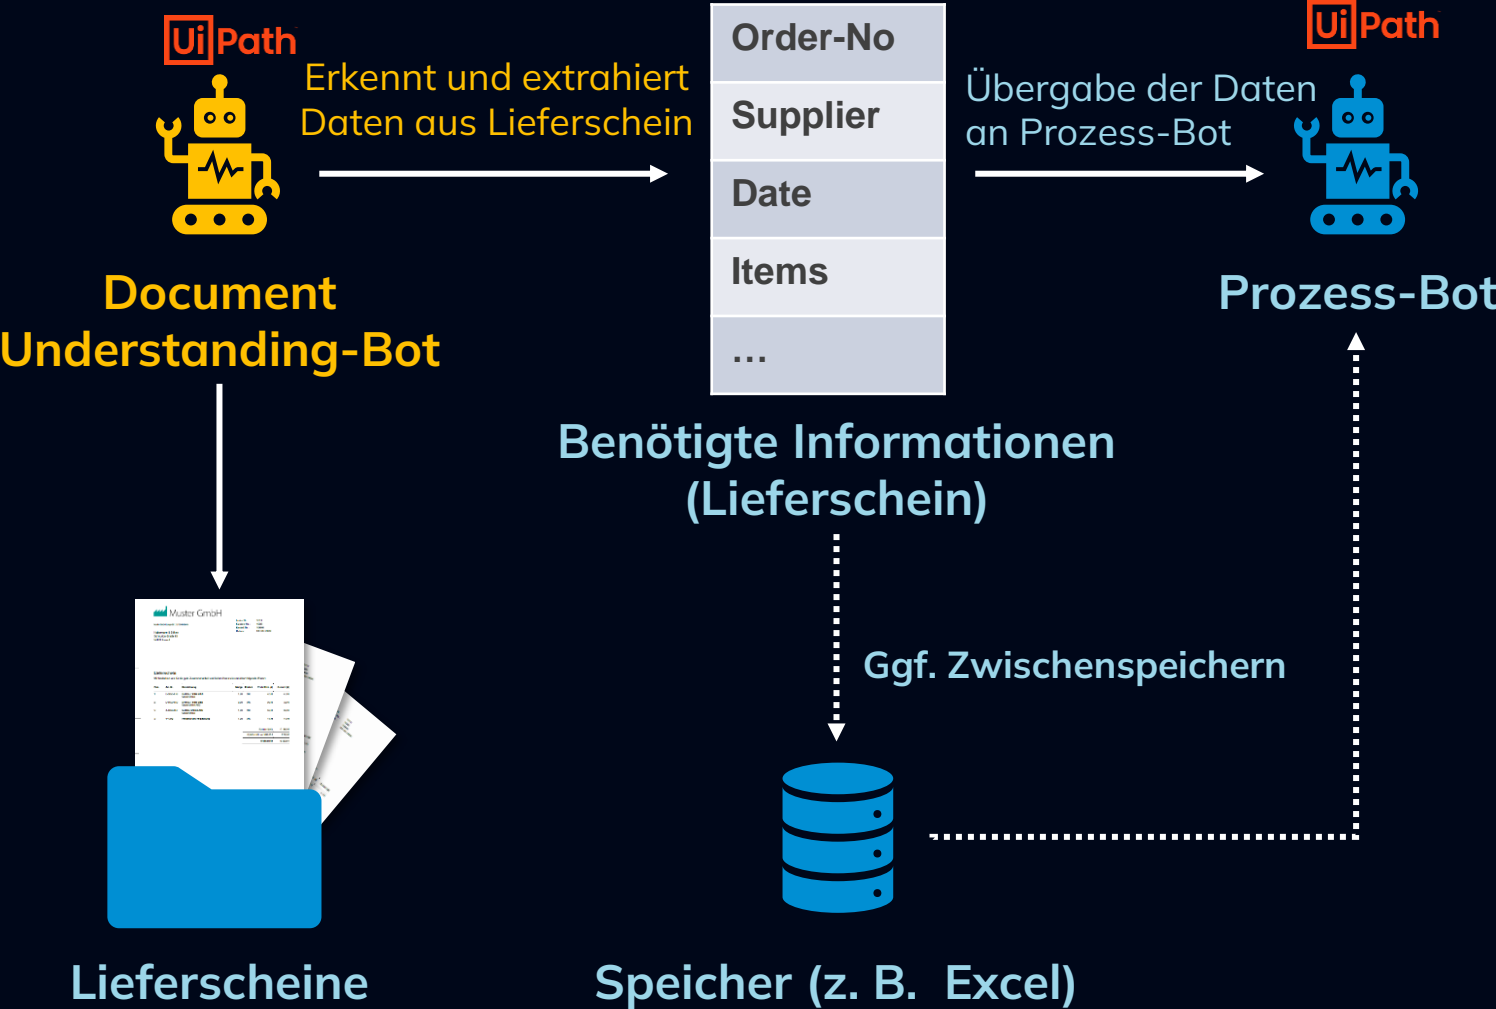 UiPath
Erkennt und extrahiert
Daten aus Lieferschein
Document
Understanding-Bot
Order-No
Supplier
Date
Items
...
Benötigte Informationen
(Lieferschein)
UiPath
Übergabe der Daten
an Prozess-Bot
Prozess-Bot
Muster GmbH
Ggf. Zwischenspeichern
Lieferscheine
Speicher (z. B. Excel)